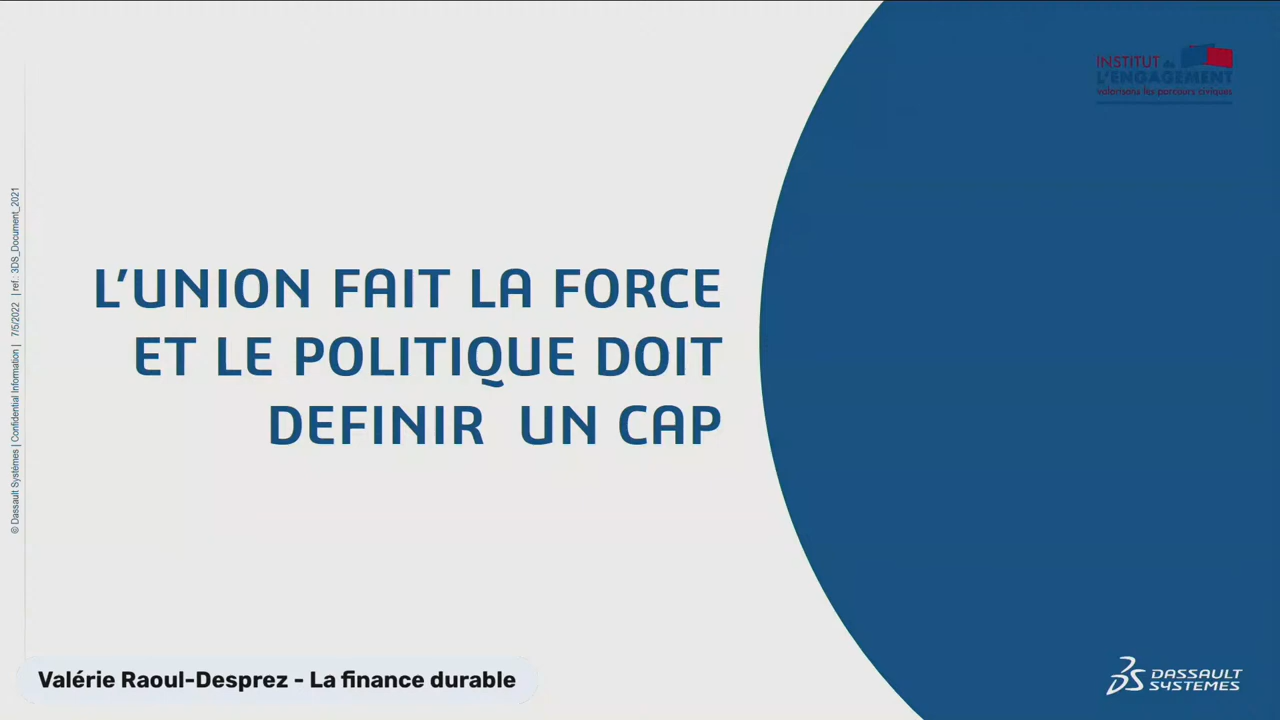 INSTITUT de
L'ENGAGEMENT
valorisons les parcours civiques
© Dassault Systèmes | Confidential Information | 7/5/2022 | ref.: 3DS_Document_2021
L'UNION FAIT LA FORCE
ET LE POLITIQUE DOIT
DEFINIR UN CAP
Valérie Raoul-Desprez - La finance durable
DASSAULT
SYSTEMES